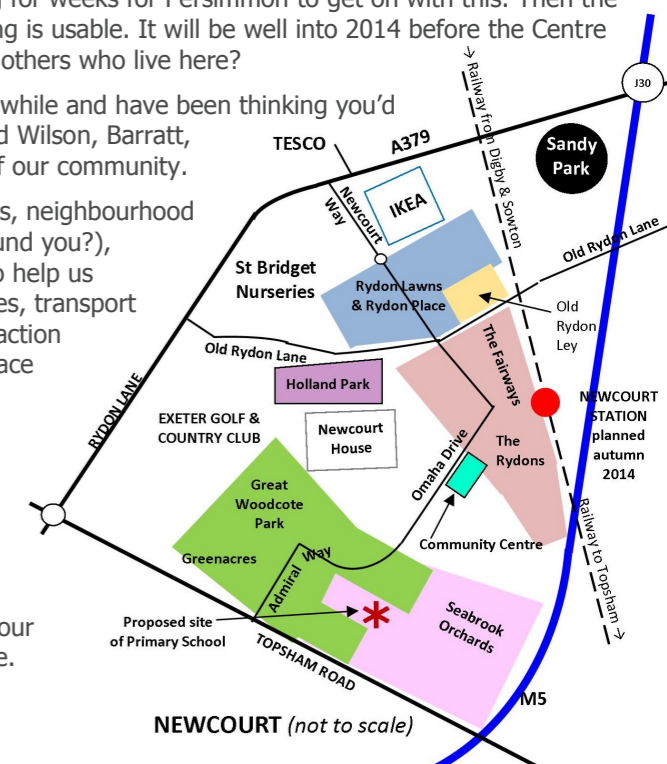 g for weeks for Persimmon to get on with this. Then the
ng is usable. It will be well into 2014 before the Centre
others who live here?
while and have been thinking you'd
d Wilson, Barratt,
f our community.
s, neighbourhood
und you?),
o help us
es, transport
action
ace
our
e.
J30
A379
TESCO
Sandy
Park
Railway from Digby & Sowton
Newcourt
Way
IKEA
Old Rydon Lane
St Bridget
Nurseries
Rydon Lawns
& Rydon Place
Old
Rydon
Ley
Old Rydon Lane
The Fairways
Holland Park
RYDON LANE
NEWCOURT
STATION
planned
autumn
2014
EXETER GOLF &
COUNTRY CLUB
Newcourt
House
Omaha Drive
The
Rydons
Great
Woodcote
Park
Community Centre
Railway to Topsham
Greenacres
Admiral Way
Seabrook
Orchards
Proposed site
of Primary School
TOPSHAM ROAD
M5
NEWCOURT (not to scale)